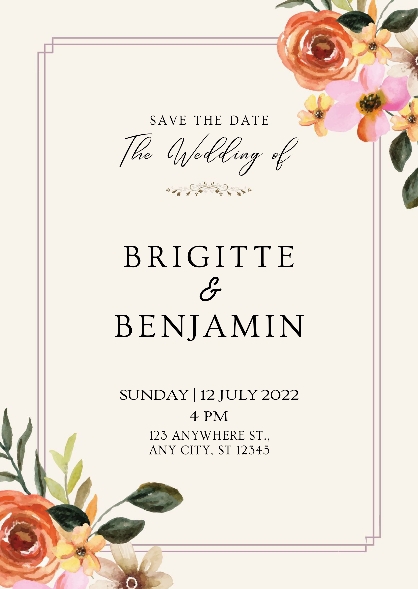 SAVE THE DATE
The Wedding of
BRIGITTE
&
BENJAMIN
SUNDAY | 12 JULY 2022
4 PM
123 ANYWHERE ST.,
ANY CITY, ST 12345